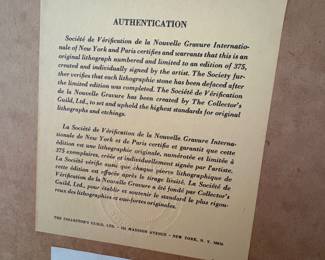 AUTHENTICATION
Société de Vérification de la Nouvelle Gravure Internatio-
nale of New York and Paris certifies and warrants that this is an
original lithograph numbered and limited to an edition of 375,
created and individually signed by the artist. The Society fur-
ther verifies that each lithographic stone has been defaced after
the limited edition was completed. The Société de Vérification
de la Nouvelle Gravure has been created by The Collector's
Guild, Ltd., to set and uphold the highest standards for original
lithographs and etchings.
La Société de Vérification de la Nouvelle Gravure Interna-
tionale de New York et de Paris certifie et garantit que cette
édition est une lithographie originale, numérotée et limitée à
375 exemplaires, créée et individuellement signée par l'artiste.
La Société vérifie aussi que chaque pierre lithographique de
cette édition est effacée après le tirage limité. La Société de
Vérification de la Nouvelle Gravure a été fondé par Collector's
Guild, Ltd., pour établir et soutenir le standard le plus rigou-
reux des lithographies et eaux-fortes originales.
THE COLLECTOR'S GUILD, LTD. - MADISON AVENUE - NEW YORK, N. Y.